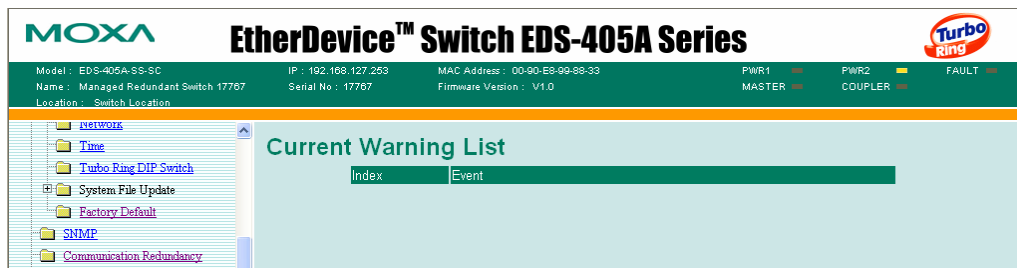 MOXA
EtherDevice™ Switch EDS-405A Series
Turbo Ring
Model : EDS-405A-SS-SC
IP : 192.168.127.253
MAC Address : 00-90-E8-99-88-33
PWR1
PWR2
FAULT
Name : Managed Redundant Switch 17767
Serial No : 17767
Firmware Version : V1.0
MASTER
COUPLER
Location : Switch Location
Network
Time
Turbo Ring DIP Switch
System File Update
Factory Default
SNMP
Communication Redundancy
Current Warning List
Index Event